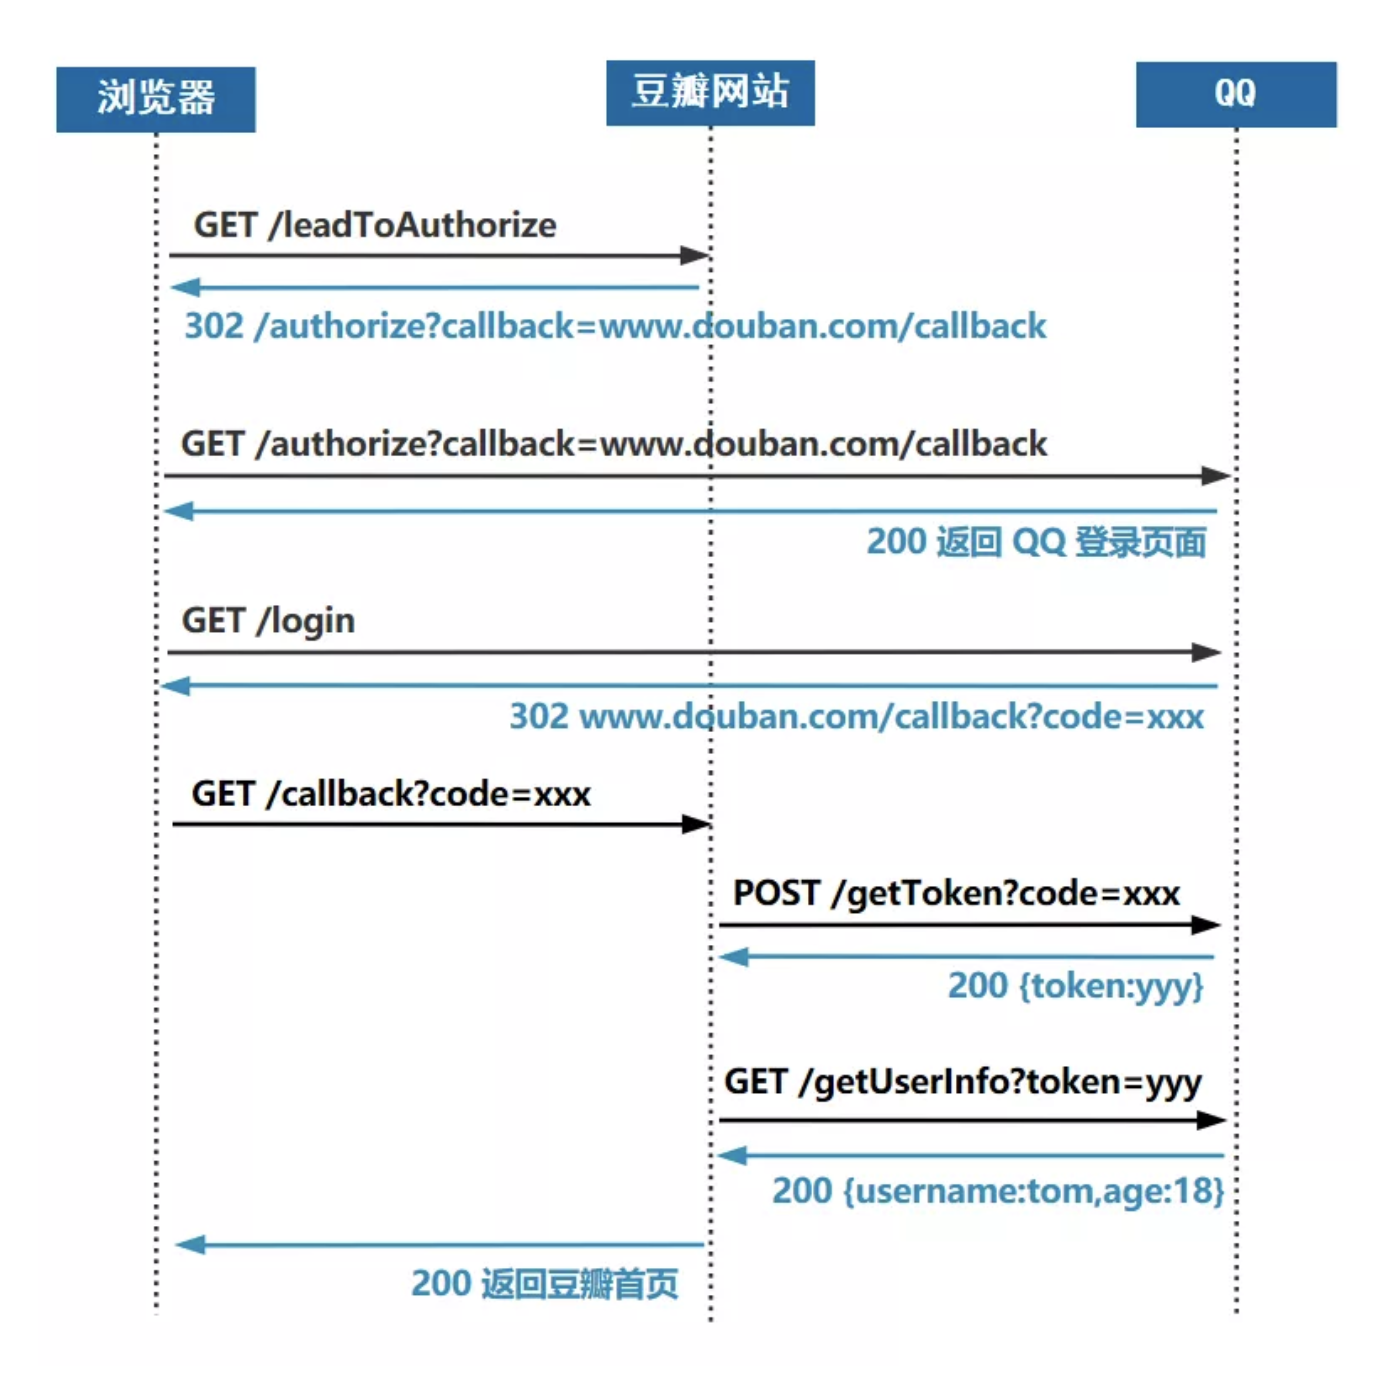 浏览器
豆瓣网站
QQ
GET /leadToAuthorize
302 /authorize?callback=www.douban.com/callback
GET /authorize?callback=www.douban.com/callback
200 返回 QQ 登录页面
GET /login
302 www.douban.com/callback?code=xxx
GET /callback?code=xxx
POST /getToken?code=xxx
200 {token:yyy}
GET /getUserInfo?token=yyy
200 {username:tom,age:18}
200 返回豆瓣首页